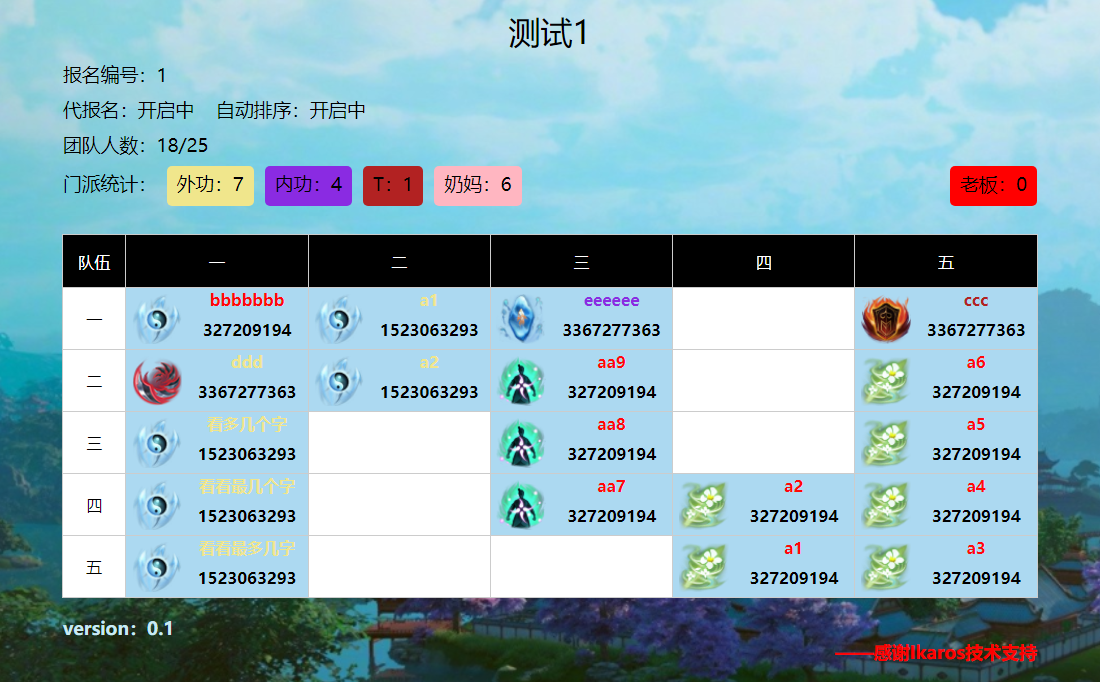 测试1
报名编号：1
代报名：开启中 自动排序：开启中
团队人数：18/25
门派统计： 外功：7 内功：4 T：1 奶妈：6 老板：0
队伍 一 二 三 四 五
一 bbbbbbb a1 eeeeee ccc
327209194 1523063293 3367277363 3367277363
二 ddd a2 aa9 a6
3367277363 1523063293 327209194 327209194
三 看多几个字 aa8 a5
1523063293 327209194 327209194
四 看看最几个字 aa7 a2 a4
1523063293 327209194 327209194 327209194
五 看看最多几字 a1 a3
1523063293 327209194 327209194
version：0.1
——感谢Ikaros技术支持